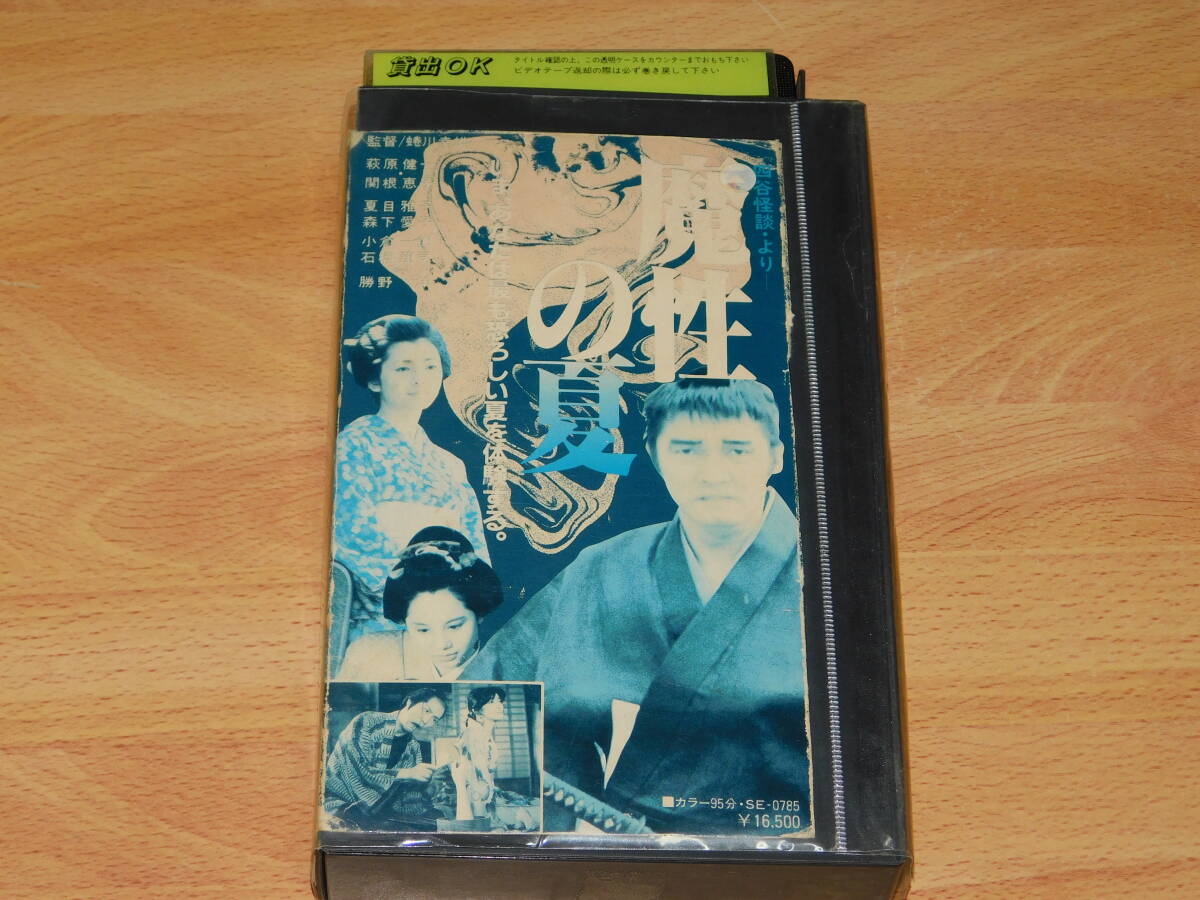 貸出OK
タイトル確認の上、この透明ケースをカウンターまでおもち下さい
ビデオテープ返却の際は必ず巻き戻して下さい
四谷怪談・より
魔性
の夏
恐ろしい夏を体験する。
監督/蜷川
萩原健
関根恵
夏目雅
森下愛
小倉
石
勝野
■カラー95分・SE-0785
¥16,500